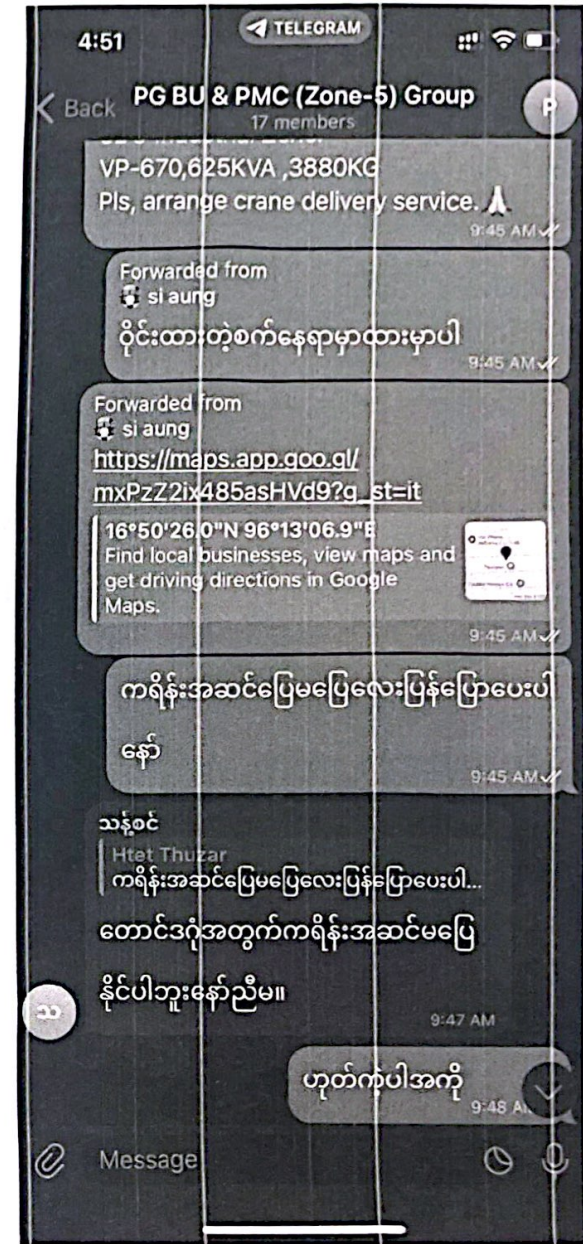 4:51
TELEGRAM
Back
PG BU & PMC (Zone-5) Group
17 members
P
VP-670,625KVA ,3880KG
Pls, arrange crane delivery service.🙏
9:45 AM
Forwarded from
si aung
ဝိုင်းထားတဲ့စက်နေရာမှာထားမှာပါ
9:45 AM
Forwarded from
si aung
https://maps.app.goo.gl/
mxPzZ2ix485asHVd9?g_st=it
16°50'26.0"N 96°13'06.9"E
Find local businesses, view maps and
get driving directions in Google
Maps.
9:45 AM
ကရိန်းအဆင်ပြေမပြေလေးပြန်ပြောပေးပါ
နော်
9:45 AM
သန့်စင်
Htet Thuzar
ကရိန်းအဆင်ပြေမပြေလေးပြန်ပြောပေးပါ...
တောင်ဒဂုံအတွက်ကရိန်းအဆင်မပြေ
နိုင်ပါဘူးနော်ညီမ။
သ
9:47 AM
ဟုတ်ကဲ့ပါအကို
9:48 A
Message